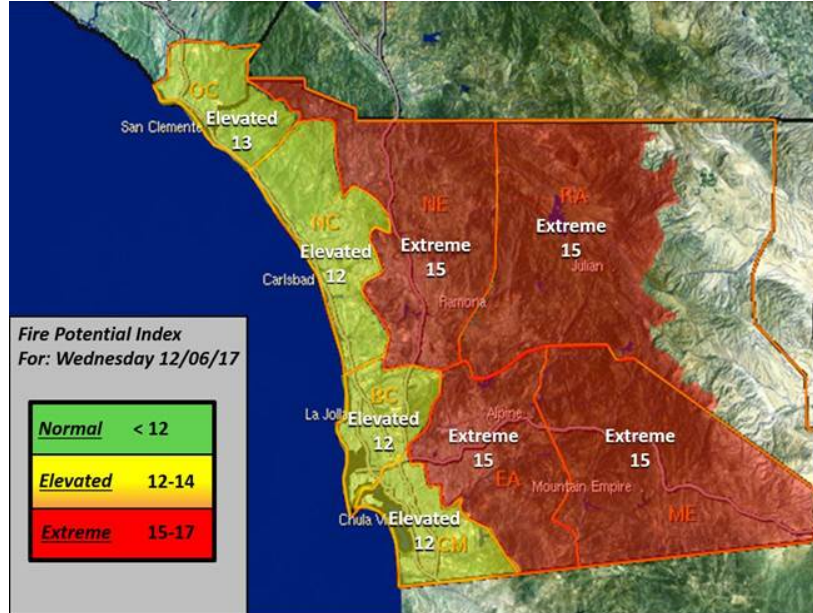 OC
San Clemente
Elevated
13
NC
Elevated
12
Carlsbad
NE
Extreme
15
Ramona
RA
Extreme
15
Julian
Fire Potential Index
For: Wednesday 12/06/17
Normal < 12
Elevated 12-14
Extreme 15-17
BC
La Jolla
Elevated
12
Alpine
Extreme
15
EA
Extreme
15
Mountain Empire
ME
Chula Vi
Elevated
12
CM